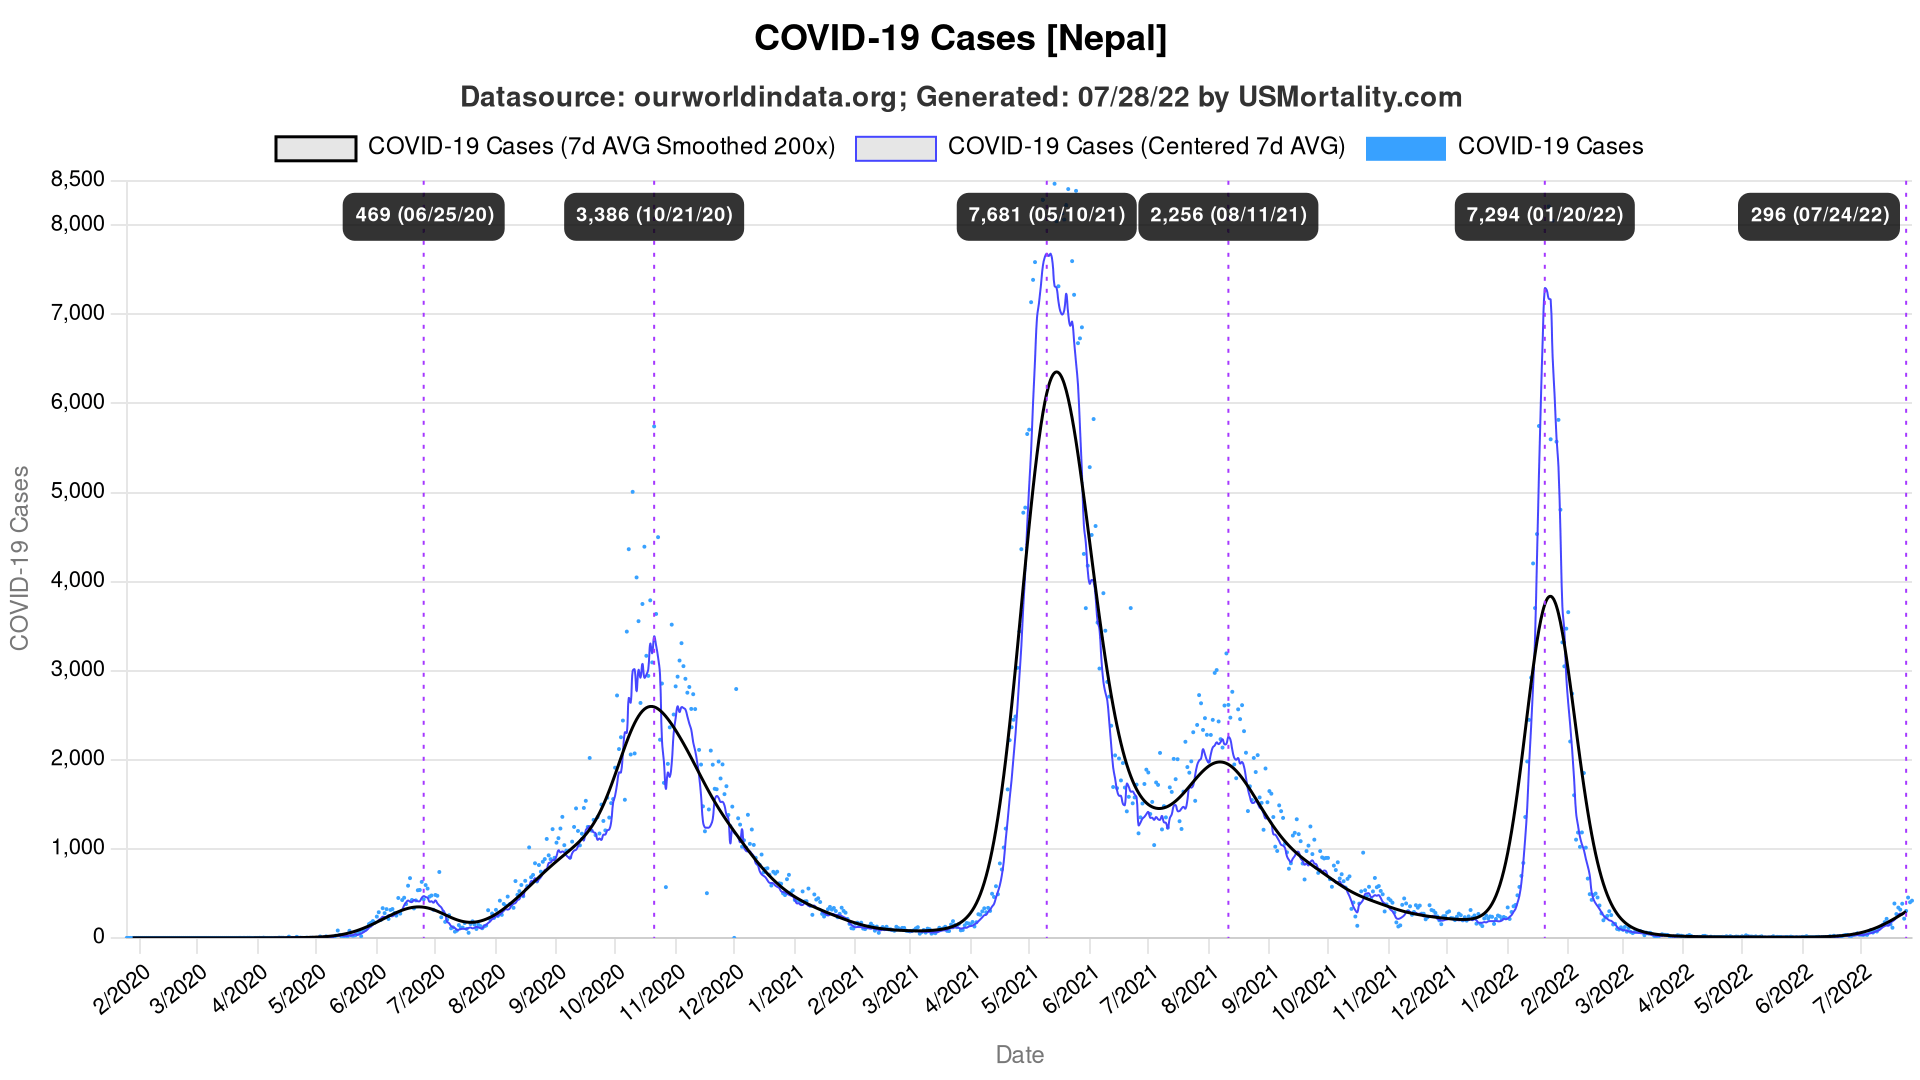 COVID-19 Cases [Nepal]
Datasource: ourworldindata.org; Generated: 07/28/22 by USMortality.com
COVID-19 Cases (7d AVG Smoothed 200x) COVID-19 Cases (Centered 7d AVG) COVID-19 Cases
8,500
469 (06/25/20) 3,386 (10/21/20) 7,681 (05/10/21) 2,256 (08/11/21) 7,294 (01/20/22) 296 (07/24/22)
8,000
7,000
6,000
5,000
4,000
3,000
2,000
1,000
0
COVID-19 Cases
2/2020 3/2020 4/2020 5/2020 6/2020 7/2020 8/2020 9/2020 10/2020 11/2020 12/2020 1/2021 2/2021 3/2021 4/2021 5/2021 6/2021 7/2021 8/2021 9/2021 10/2021 11/2021 12/2021 1/2022 2/2022 3/2022 4/2022 5/2022 6/2022 7/2022
Date